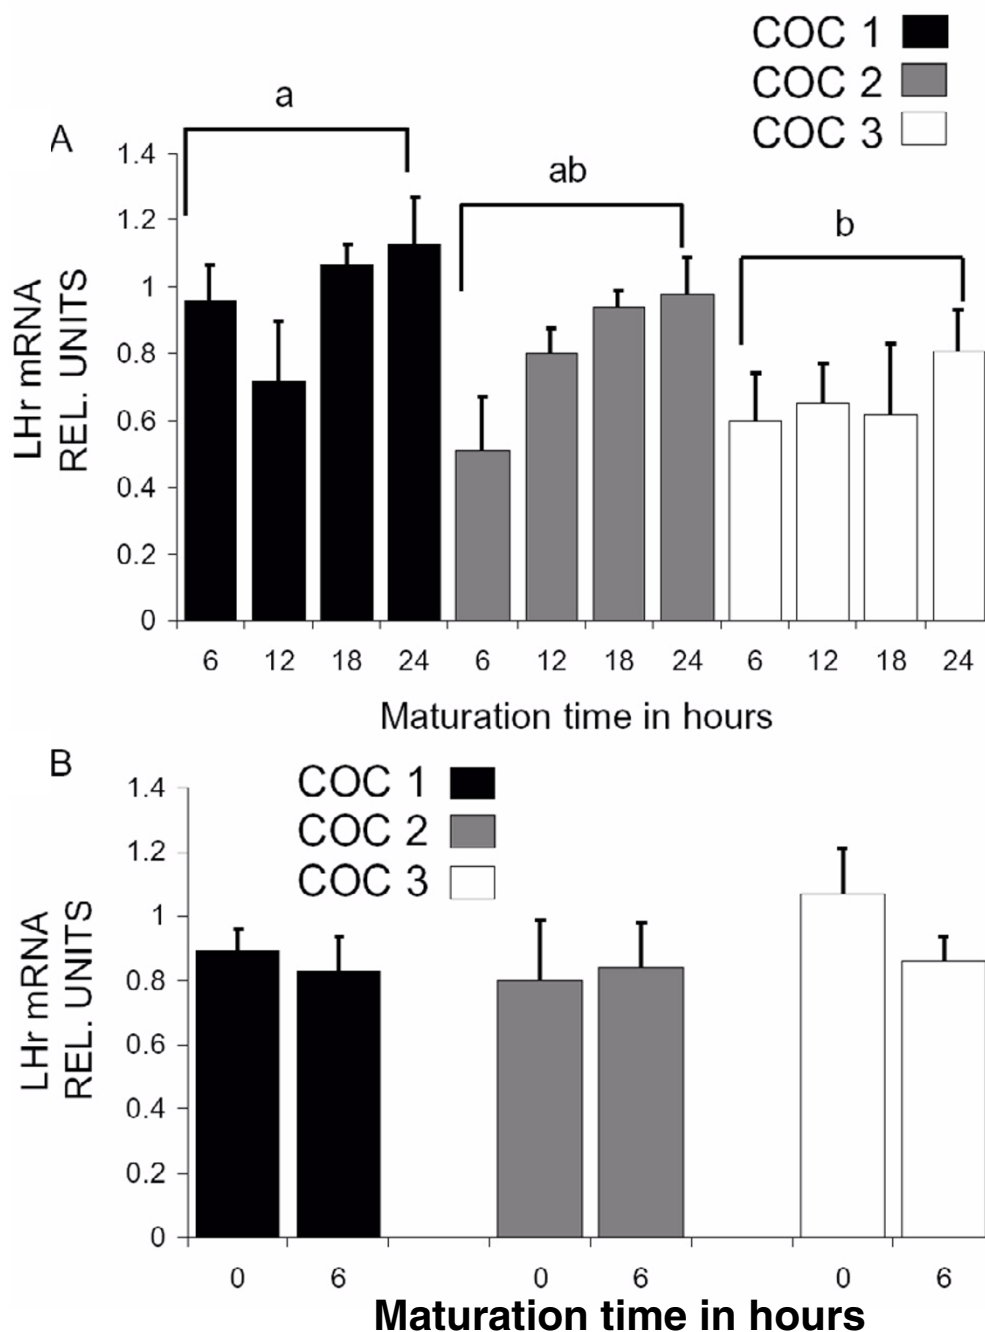 COC 1
COC 2
COC 3
A
a
ab
b
1.4
1.2
1
0.8
0.6
0.4
0.2
0
LHr mRNA
REL. UNITS
6 12 18 24 6 12 18 24 6 12 18 24
Maturation time in hours
B
COC 1
COC 2
COC 3
1.4
1.2
1
0.8
0.6
0.4
0.2
0
LHr mRNA
REL. UNITS
0 6 0 6 0 6
Maturation time in hours